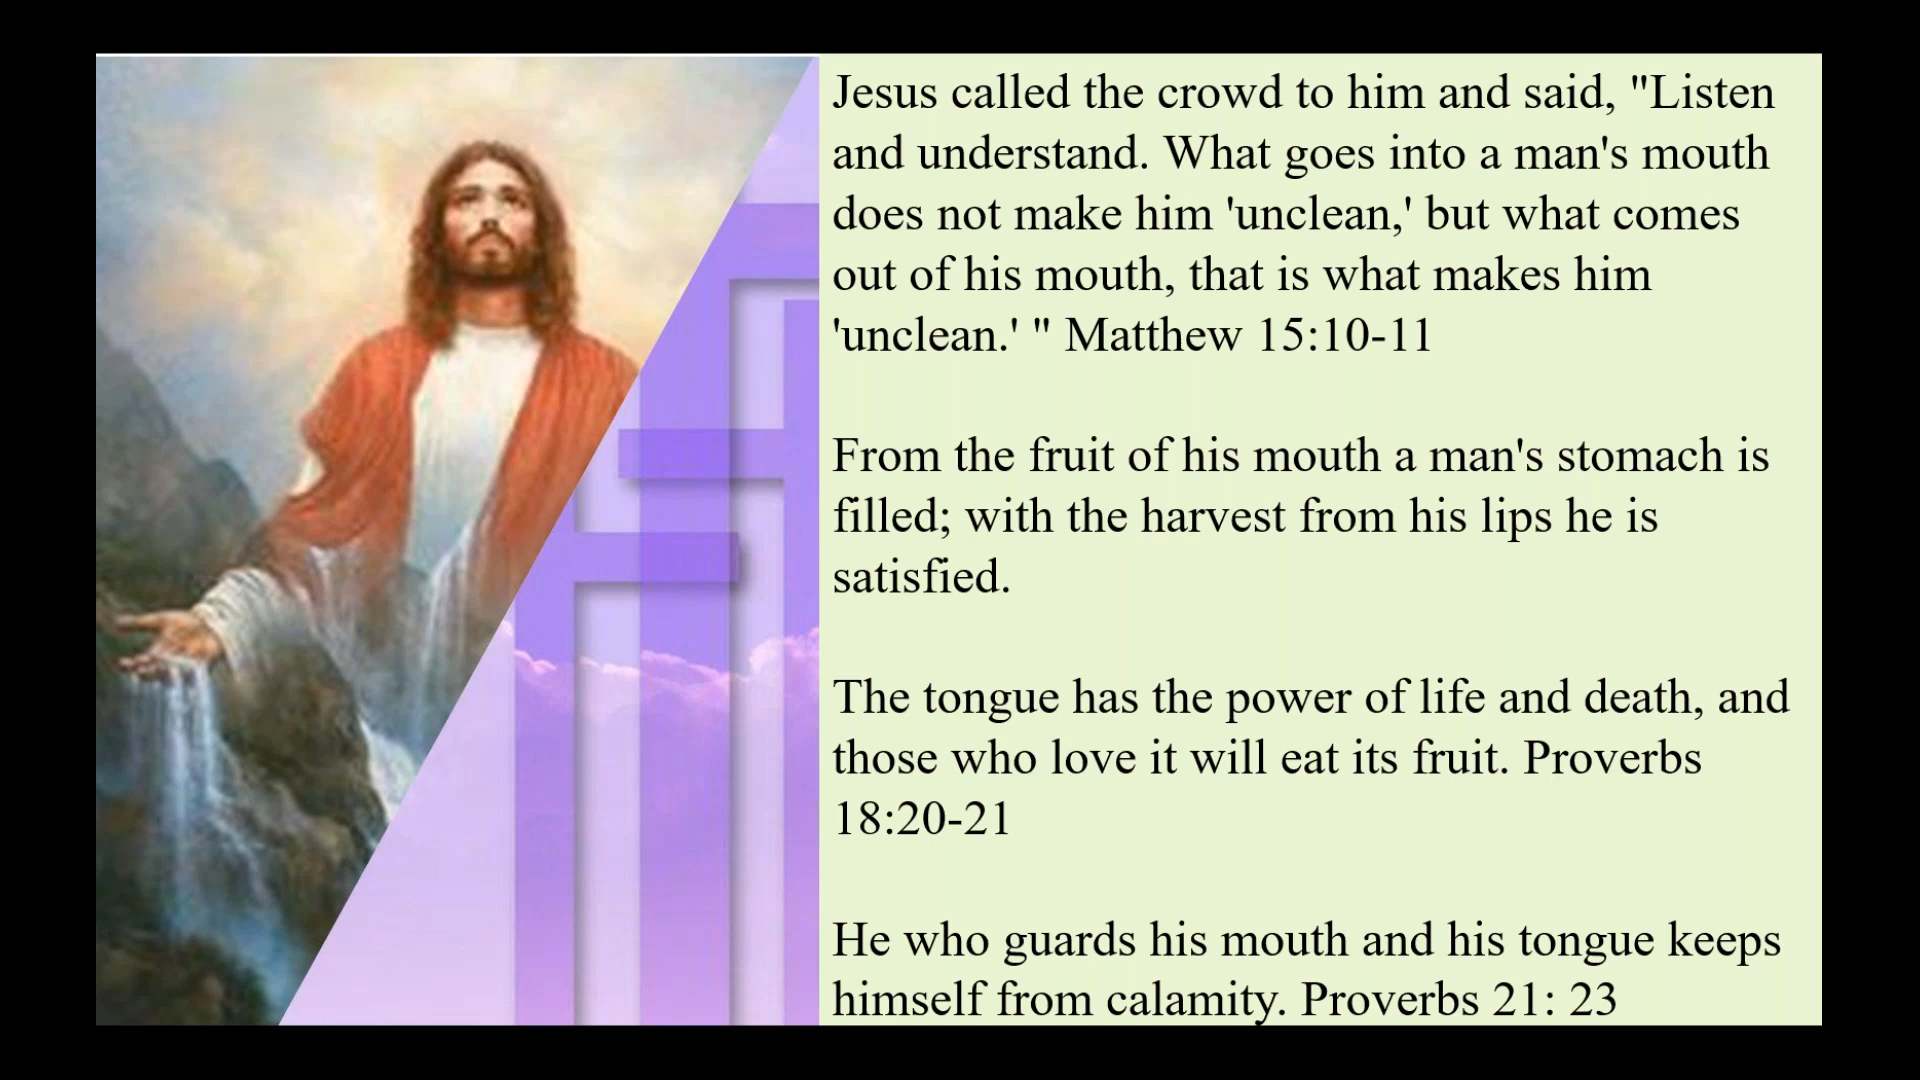 Jesus called the crowd to him and said, "Listen
and understand. What goes into a man's mouth
does not make him 'unclean,' but what comes
out of his mouth, that is what makes him
'unclean.' " Matthew 15:10-11
From the fruit of his mouth a man's stomach is
filled; with the harvest from his lips he is
satisfied.
The tongue has the power of life and death, and
those who love it will eat its fruit. Proverbs
18:20-21
He who guards his mouth and his tongue keeps
himself from calamity. Proverbs 21: 23